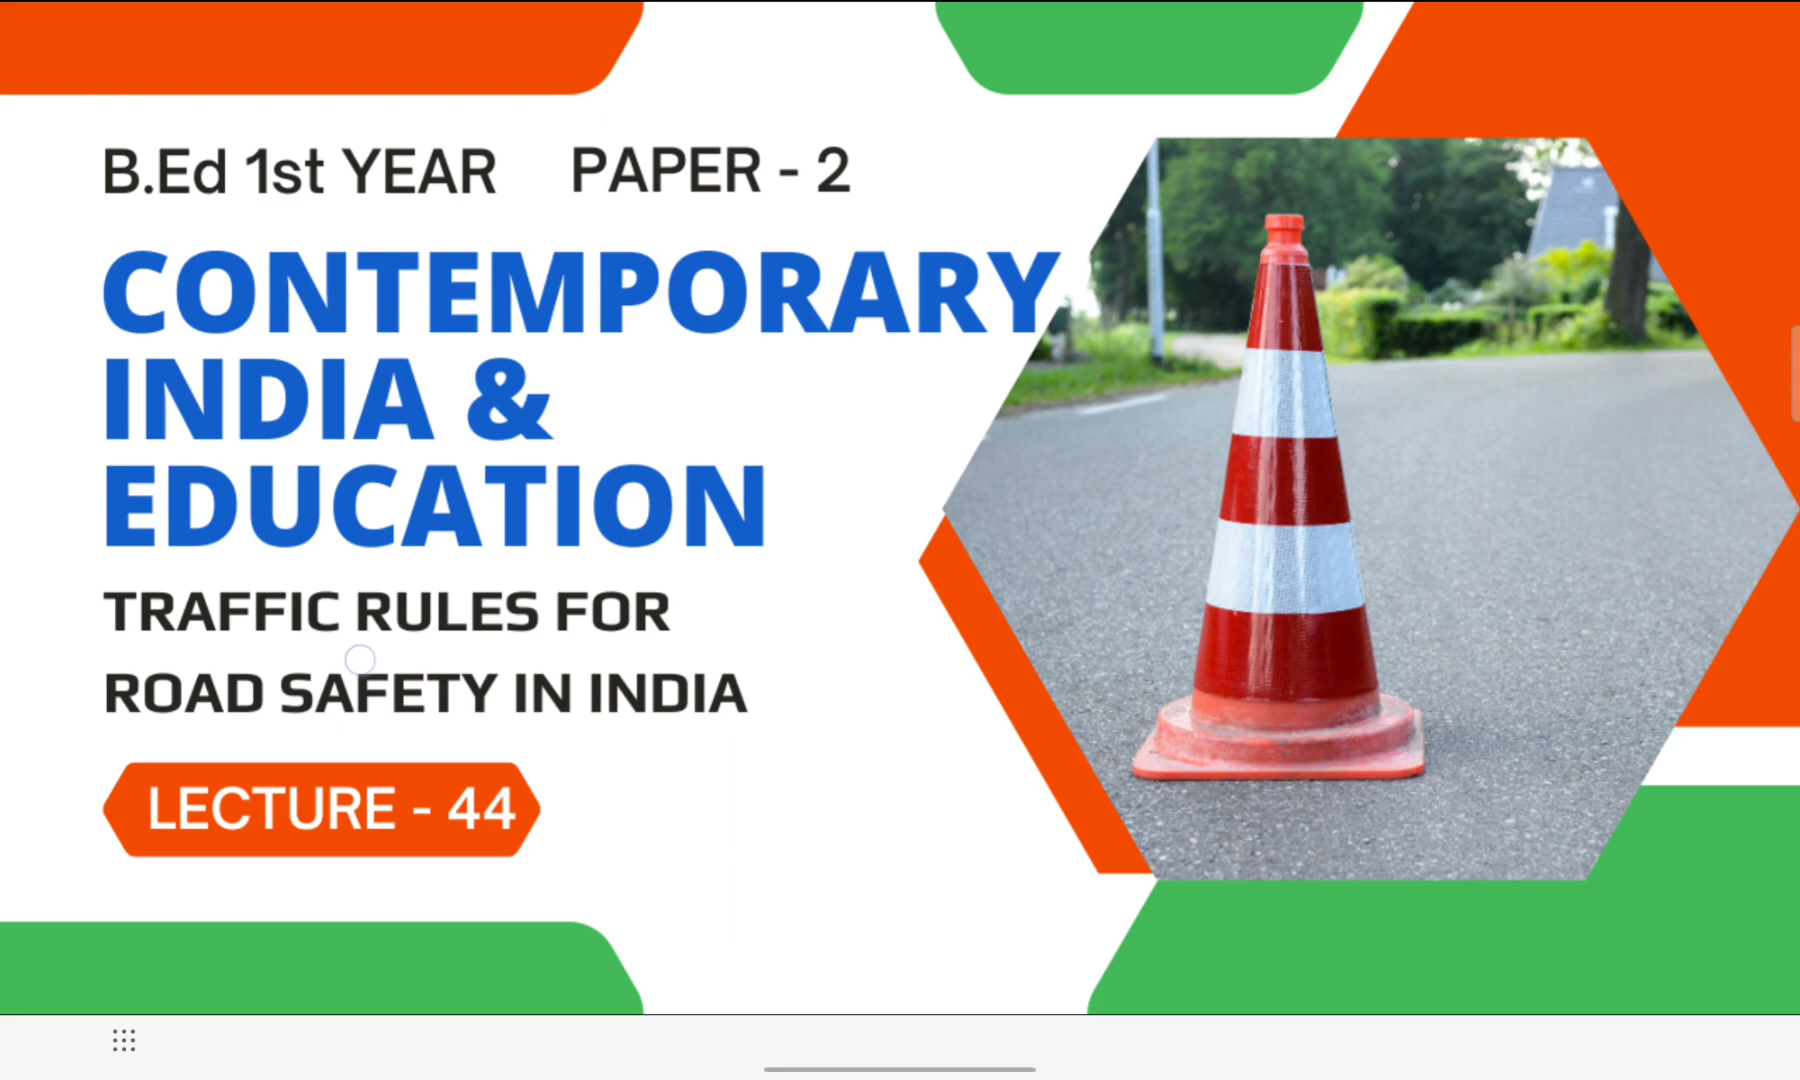 B.Ed 1st YEAR PAPER - 2
CONTEMPORARY
INDIA &
EDUCATION
TRAFFIC RULES FOR
ROAD SAFETY IN INDIA
LECTURE - 44